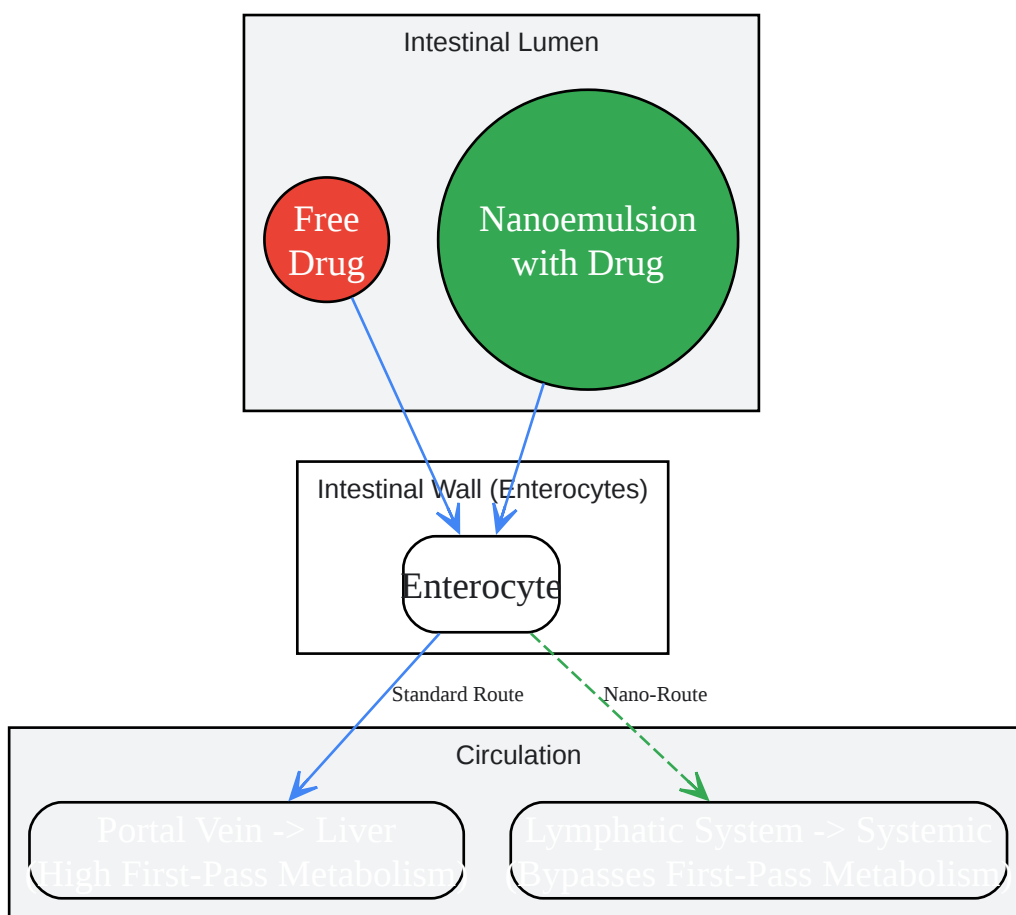 Intestinal Lumen
Free
Drug
Nanoemulsion
with Drug
Intestinal Wall (Enterocytes)
Enterocyte
Standard Route
Nano-Route
Circulation
Portal Vein -> Liver
(High First-Pass Metabolism)
Lymphatic System -> Systemic
(Bypasses First-Pass Metabolism)